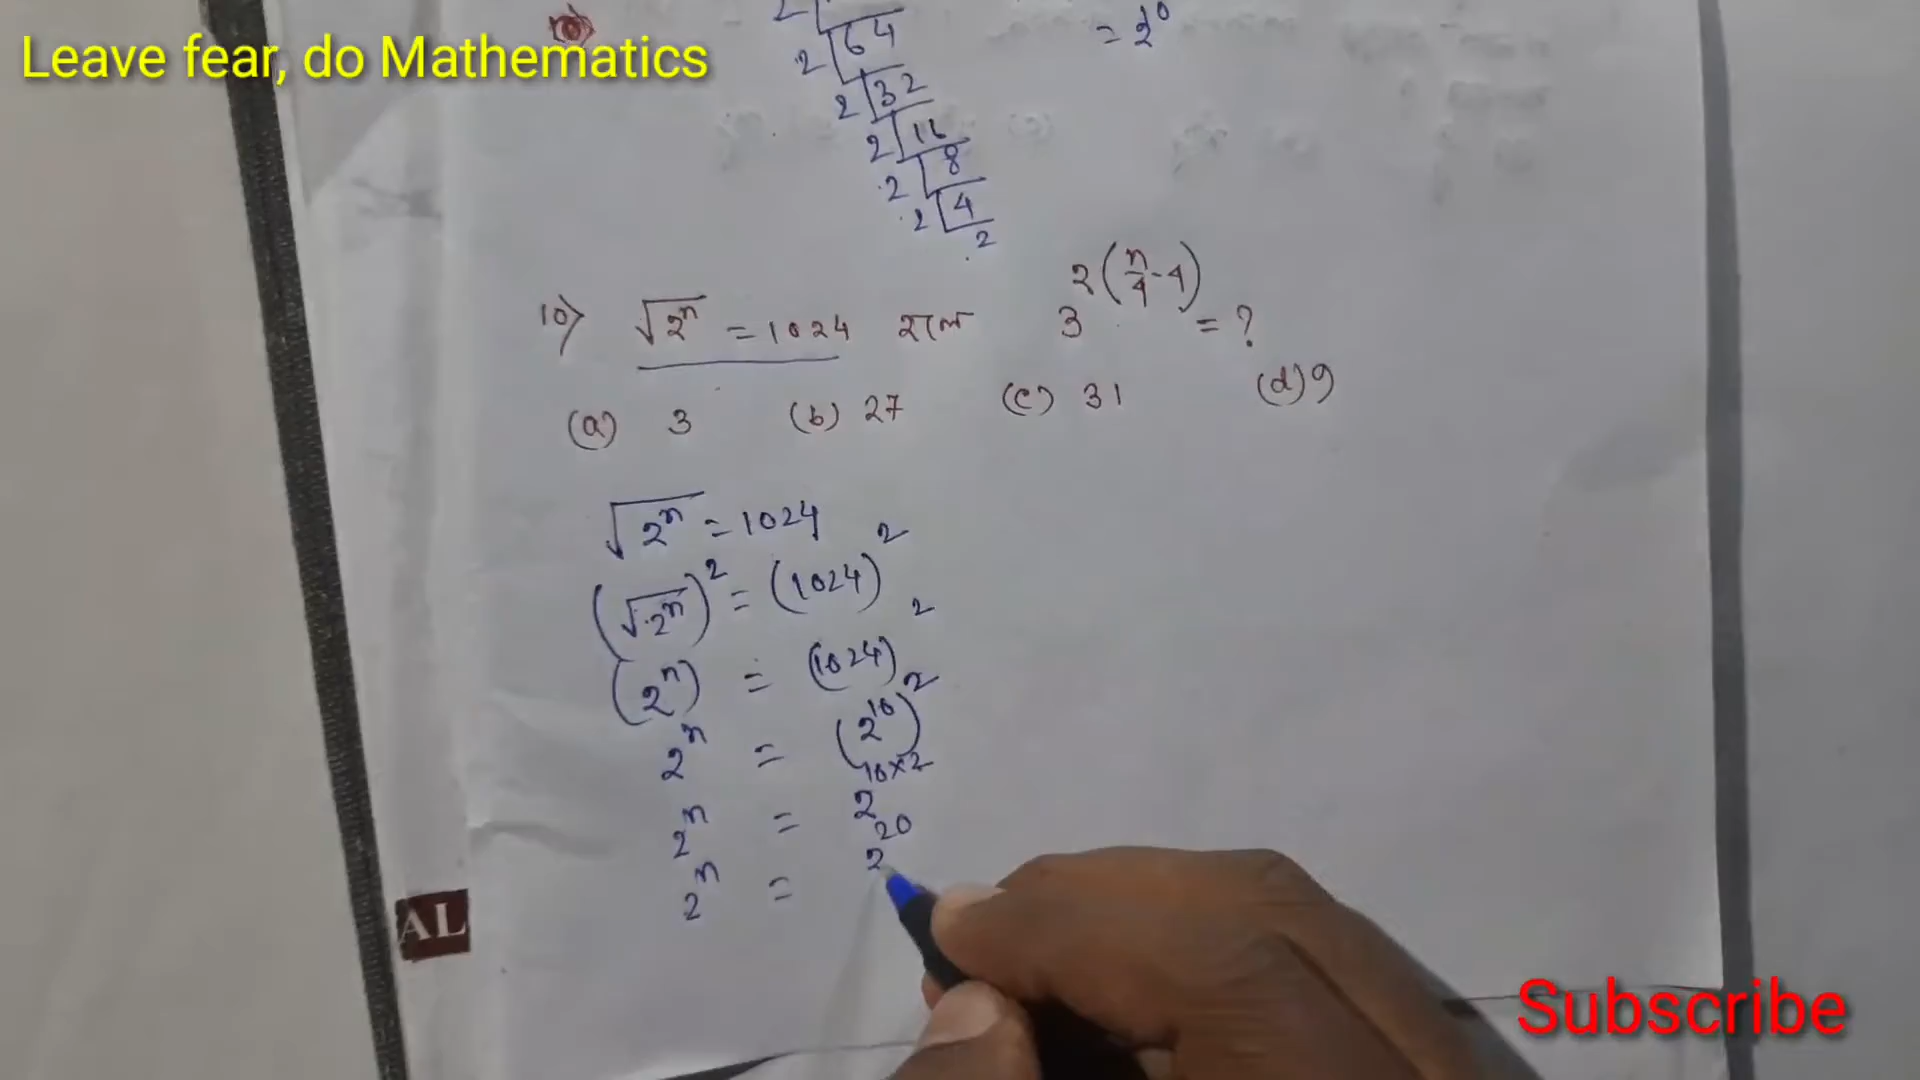 Leave fear, do Mathematics
2
2 64
2 32
2 16
2 8
2 4
2
= 2⁰
10) √2ⁿ = 1024 হলে 3^2(n/4 - 4) = ?
(a) 3 (b) 27 (c) 31 (d) 9
√2ⁿ = 1024
(√2ⁿ)² = (1024)²
(2ⁿ) = (1024)²
2ⁿ = (2¹⁰)²
2ⁿ = 2^10×2
2ⁿ = 2²⁰
AL
Subscribe